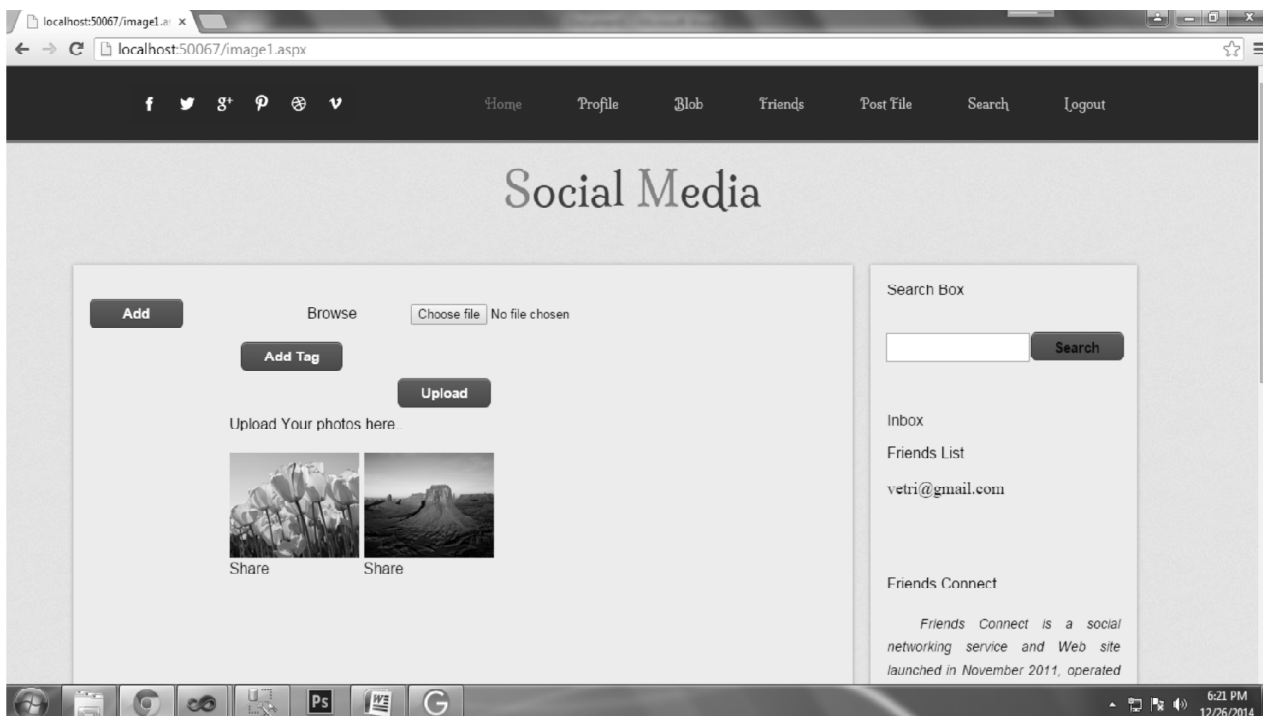 localhost:50067/image1.a
localhost:50067/image1.aspx
Home Profile Blob Friends Post File Search Logout
Social Media
Add
Browse
Choose file No file chosen
Add Tag
Upload
Upload Your photos here..
Share Share
Search Box
Search
Inbox
Friends List
vetri@gmail.com
Friends Connect
Friends Connect is a social
networking service and Web site
launched in November 2011, operated
Ps
6:21 PM
12/26/2014